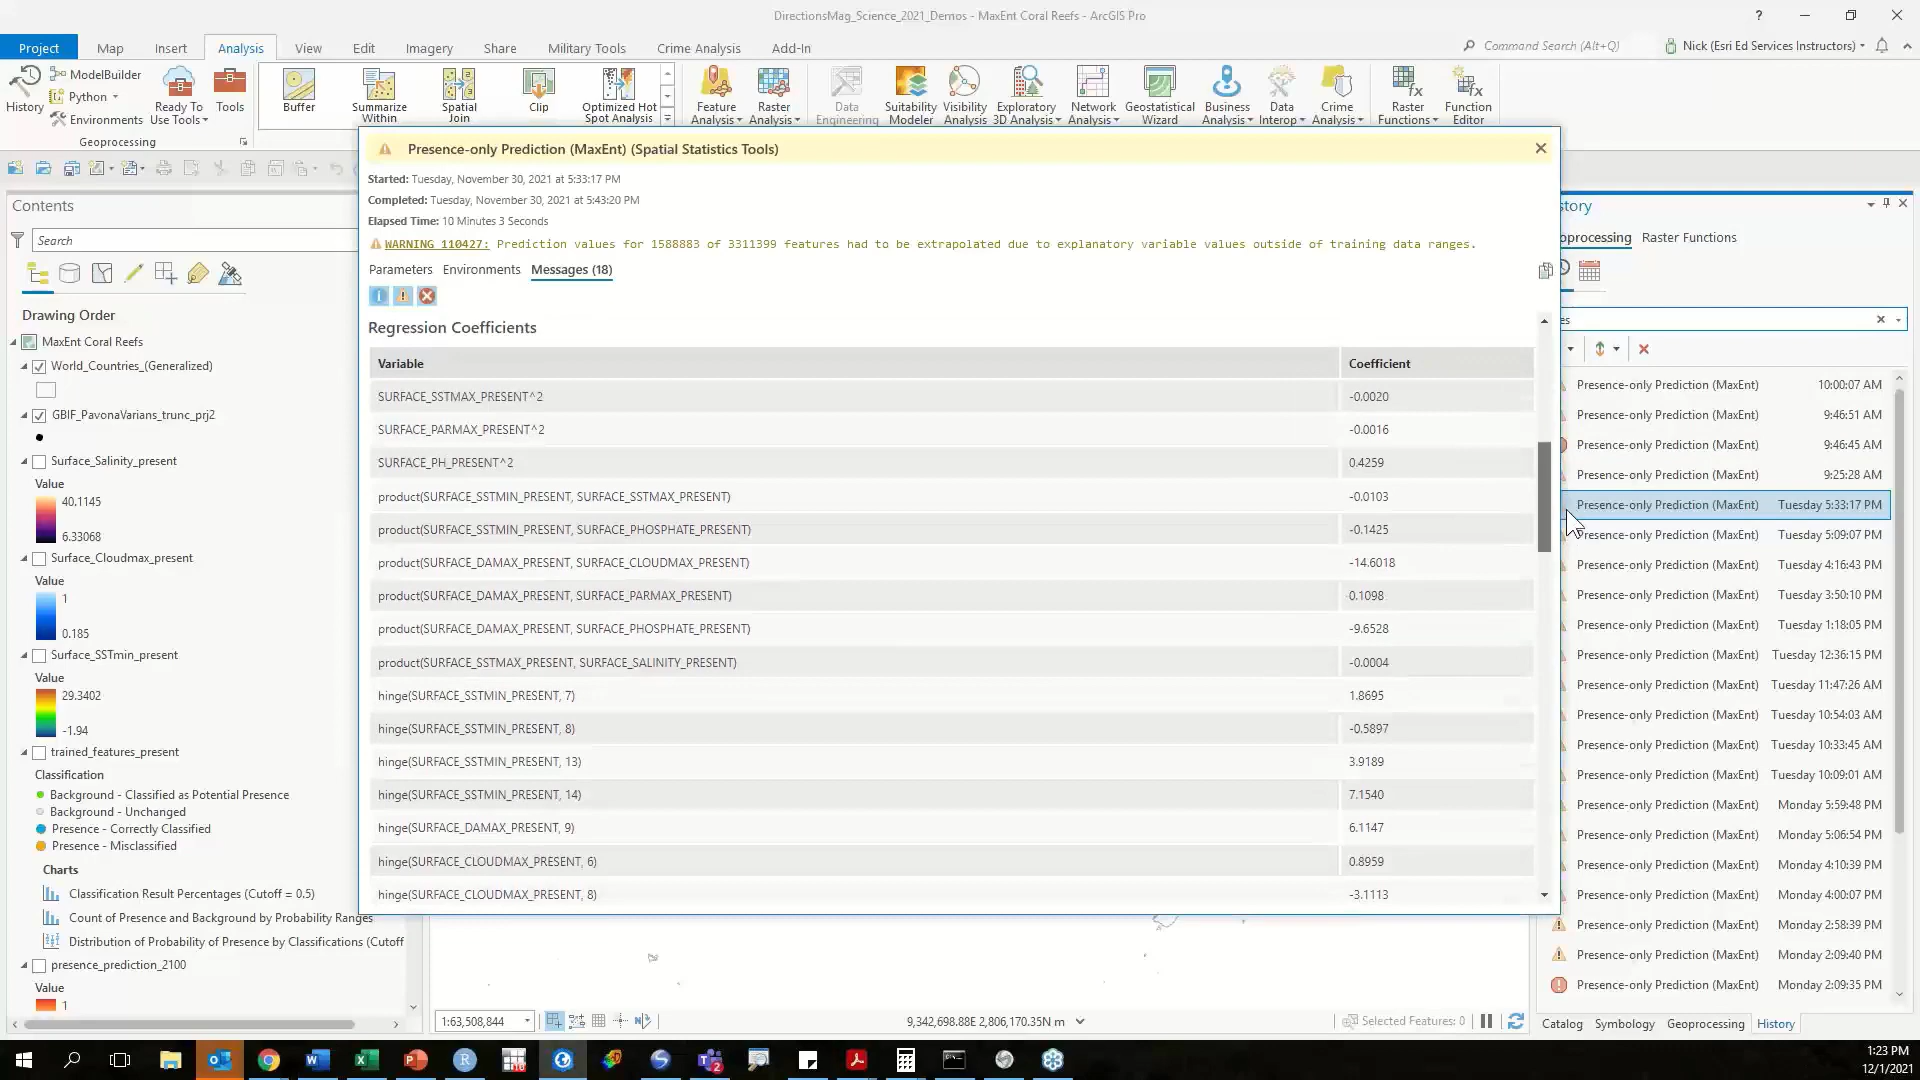 DirectionsMag_Science_2021_Demos - MaxEnt Coral Reefs - ArcGIS Pro
?
Project Map Insert Analysis View Edit Imagery Share Military Tools Crime Analysis Add-In
Command Search (Alt+Q)
Nick (Esri Ed Services Instructors)
History
ModelBuilder
Python
Environments
Ready To Use Tools
Tools
Geoprocessing
Buffer
Summarize Within
Spatial Join
Clip
Optimized Hot Spot Analysis
Feature Analysis
Raster Analysis
Data Engineering
Suitability Modeler
Visibility Analysis
Exploratory 3D Analysis
Network Analysis
Geostatistical Wizard
Business Analysis
Data Interop
Crime Analysis
Raster Functions
Function Editor
Contents
Search
Drawing Order
MaxEnt Coral Reefs
World_Countries_(Generalized)
GBIF_PavonaVarians_trunc_prj2
Surface_Salinity_present
Value
40.1145
6.33068
Surface_Cloudmax_present
Value
1
0.185
Surface_SSTmin_present
Value
29.3402
-1.94
trained_features_present
Classification
Background - Classified as Potential Presence
Background - Unchanged
Presence - Correctly Classified
Presence - Misclassified
Charts
Classification Result Percentages (Cutoff = 0.5)
Count of Presence and Background by Probability Ranges
Distribution of Probability of Presence by Classifications (Cutoff
presence_prediction_2100
Value
1
Presence-only Prediction (MaxEnt) (Spatial Statistics Tools)
Started: Tuesday, November 30, 2021 at 5:33:17 PM
Completed: Tuesday, November 30, 2021 at 5:43:20 PM
Elapsed Time: 10 Minutes 3 Seconds
WARNING 110427: Prediction values for 1588883 of 3311399 features had to be extrapolated due to explanatory variable values outside of training data ranges.
Parameters Environments Messages (18)
Regression Coefficients
Variable Coefficient
SURFACE_SSTMAX_PRESENT^2 -0.0020
SURFACE_PARMAX_PRESENT^2 -0.0016
SURFACE_PH_PRESENT^2 0.4259
product(SURFACE_SSTMIN_PRESENT, SURFACE_SSTMAX_PRESENT) -0.0103
product(SURFACE_SSTMIN_PRESENT, SURFACE_PHOSPHATE_PRESENT) -0.1425
product(SURFACE_DAMAX_PRESENT, SURFACE_CLOUDMAX_PRESENT) -14.6018
product(SURFACE_DAMAX_PRESENT, SURFACE_PARMAX_PRESENT) 0.1098
product(SURFACE_DAMAX_PRESENT, SURFACE_PHOSPHATE_PRESENT) -9.6528
product(SURFACE_SSTMAX_PRESENT, SURFACE_SALINITY_PRESENT) -0.0004
hinge(SURFACE_SSTMIN_PRESENT, 7) 1.8695
hinge(SURFACE_SSTMIN_PRESENT, 8) -0.5897
hinge(SURFACE_SSTMIN_PRESENT, 13) 3.9189
hinge(SURFACE_SSTMIN_PRESENT, 14) 7.1540
hinge(SURFACE_DAMAX_PRESENT, 9) 6.1147
hinge(SURFACE_CLOUDMAX_PRESENT, 6) 0.8959
hinge(SURFACE_CLOUDMAX_PRESENT, 8) -3.1113
1:63,508,844
9,342,698.88E 2,806,170.35N m
Selected Features: 0
story
oprocessing Raster Functions
es
Presence-only Prediction (MaxEnt) 10:00:07 AM
Presence-only Prediction (MaxEnt) 9:46:51 AM
Presence-only Prediction (MaxEnt) 9:46:45 AM
Presence-only Prediction (MaxEnt) 9:25:28 AM
Presence-only Prediction (MaxEnt) Tuesday 5:33:17 PM
Presence-only Prediction (MaxEnt) Tuesday 5:09:07 PM
Presence-only Prediction (MaxEnt) Tuesday 4:16:43 PM
Presence-only Prediction (MaxEnt) Tuesday 3:50:10 PM
Presence-only Prediction (MaxEnt) Tuesday 1:18:05 PM
Presence-only Prediction (MaxEnt) Tuesday 12:36:15 PM
Presence-only Prediction (MaxEnt) Tuesday 11:47:26 AM
Presence-only Prediction (MaxEnt) Tuesday 10:54:03 AM
Presence-only Prediction (MaxEnt) Tuesday 10:33:45 AM
Presence-only Prediction (MaxEnt) Tuesday 10:09:01 AM
Presence-only Prediction (MaxEnt) Monday 5:59:48 PM
Presence-only Prediction (MaxEnt) Monday 5:06:54 PM
Presence-only Prediction (MaxEnt) Monday 4:10:39 PM
Presence-only Prediction (MaxEnt) Monday 4:00:07 PM
Presence-only Prediction (MaxEnt) Monday 2:58:39 PM
Presence-only Prediction (MaxEnt) Monday 2:09:40 PM
Presence-only Prediction (MaxEnt) Monday 2:09:35 PM
Catalog Symbology Geoprocessing History
1:23 PM
12/1/2021